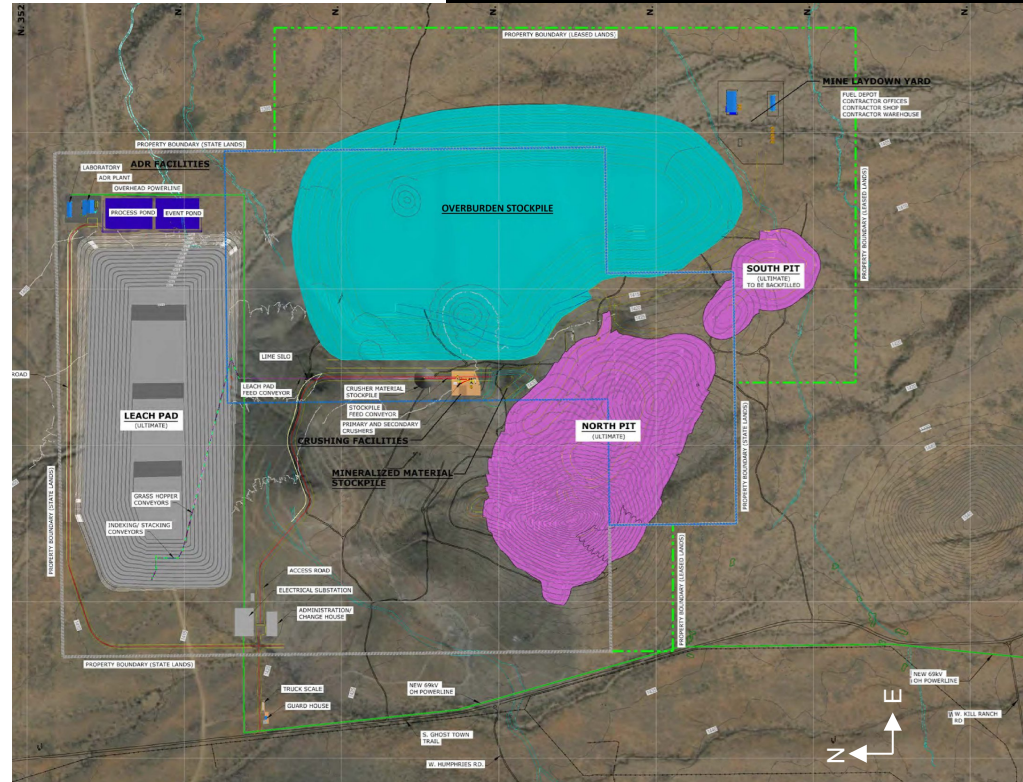 N. 352
N.
N.
N.
N.
N.
N.
PROPERTY BOUNDARY (LEASED LANDS)
MINE LAYDOWN YARD
FUEL DEPOT
CONTRACTOR OFFICES
CONTRACTOR SHOP
CONTRACTOR WAREHOUSE
PROPERTY BOUNDARY (STATE LANDS)
ADR FACILITIES
LABORATORY
ADR PLANT
OVERHEAD POWERLINE
PROCESS POND
EVENT POND
OVERBURDEN STOCKPILE
PROPERTY BOUNDARY (LEASED LANDS)
SOUTH PIT
(ULTIMATE)
TO BE BACKFILLED
LIME SILO
ROAD
LEACH PAD
FEED CONVEYOR
CRUSHER MATERIAL
STOCKPILE
STOCKPILE
FEED CONVEYOR
PRIMARY AND SECONDARY
CRUSHERS
CRUSHING FACILITIES
LEACH PAD
(ULTIMATE)
NORTH PIT
(ULTIMATE)
PROPERTY BOUNDARY (STATE LANDS)
MINERALIZED MATERIAL
STOCKPILE
PROPERTY BOUNDARY (STATE LANDS)
GRASS HOPPER
CONVEYORS
INDEXING/ STACKING
CONVEYORS
ACCESS ROAD
ELECTRICAL SUBSTATION
ADMINISTRATION/
CHANGE HOUSE
PROPERTY BOUNDARY (LEASED LANDS)
PROPERTY BOUNDARY (STATE LANDS)
TRUCK SCALE
GUARD HOUSE
NEW 69kV
OH POWERLINE
NEW 69kV
OH POWERLINE
S. GHOST TOWN
TRAIL
W. HUMPHRIES RD.
W. KILL RANCH
RD
E
N